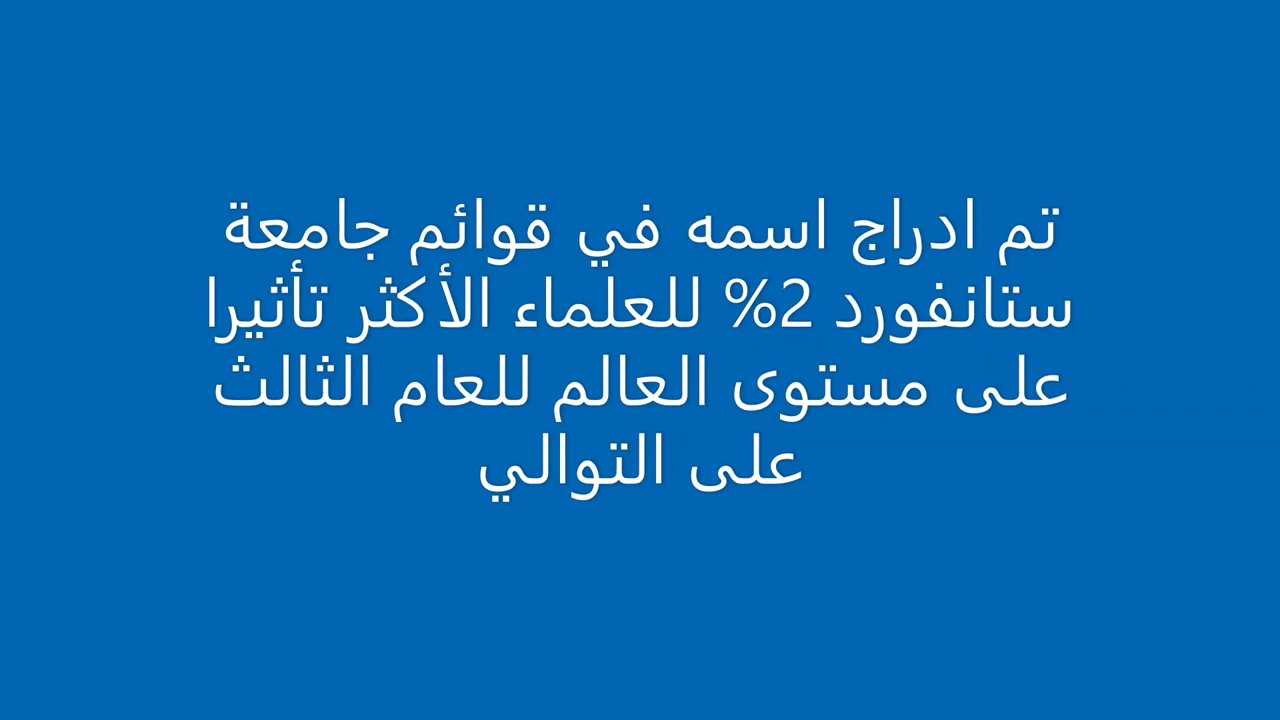 تم ادراج اسمه في قوائم جامعة
ستانفورد 2% للعلماء الأكثر تأثيرا
على مستوى العالم للعام الثالث
على التوالي